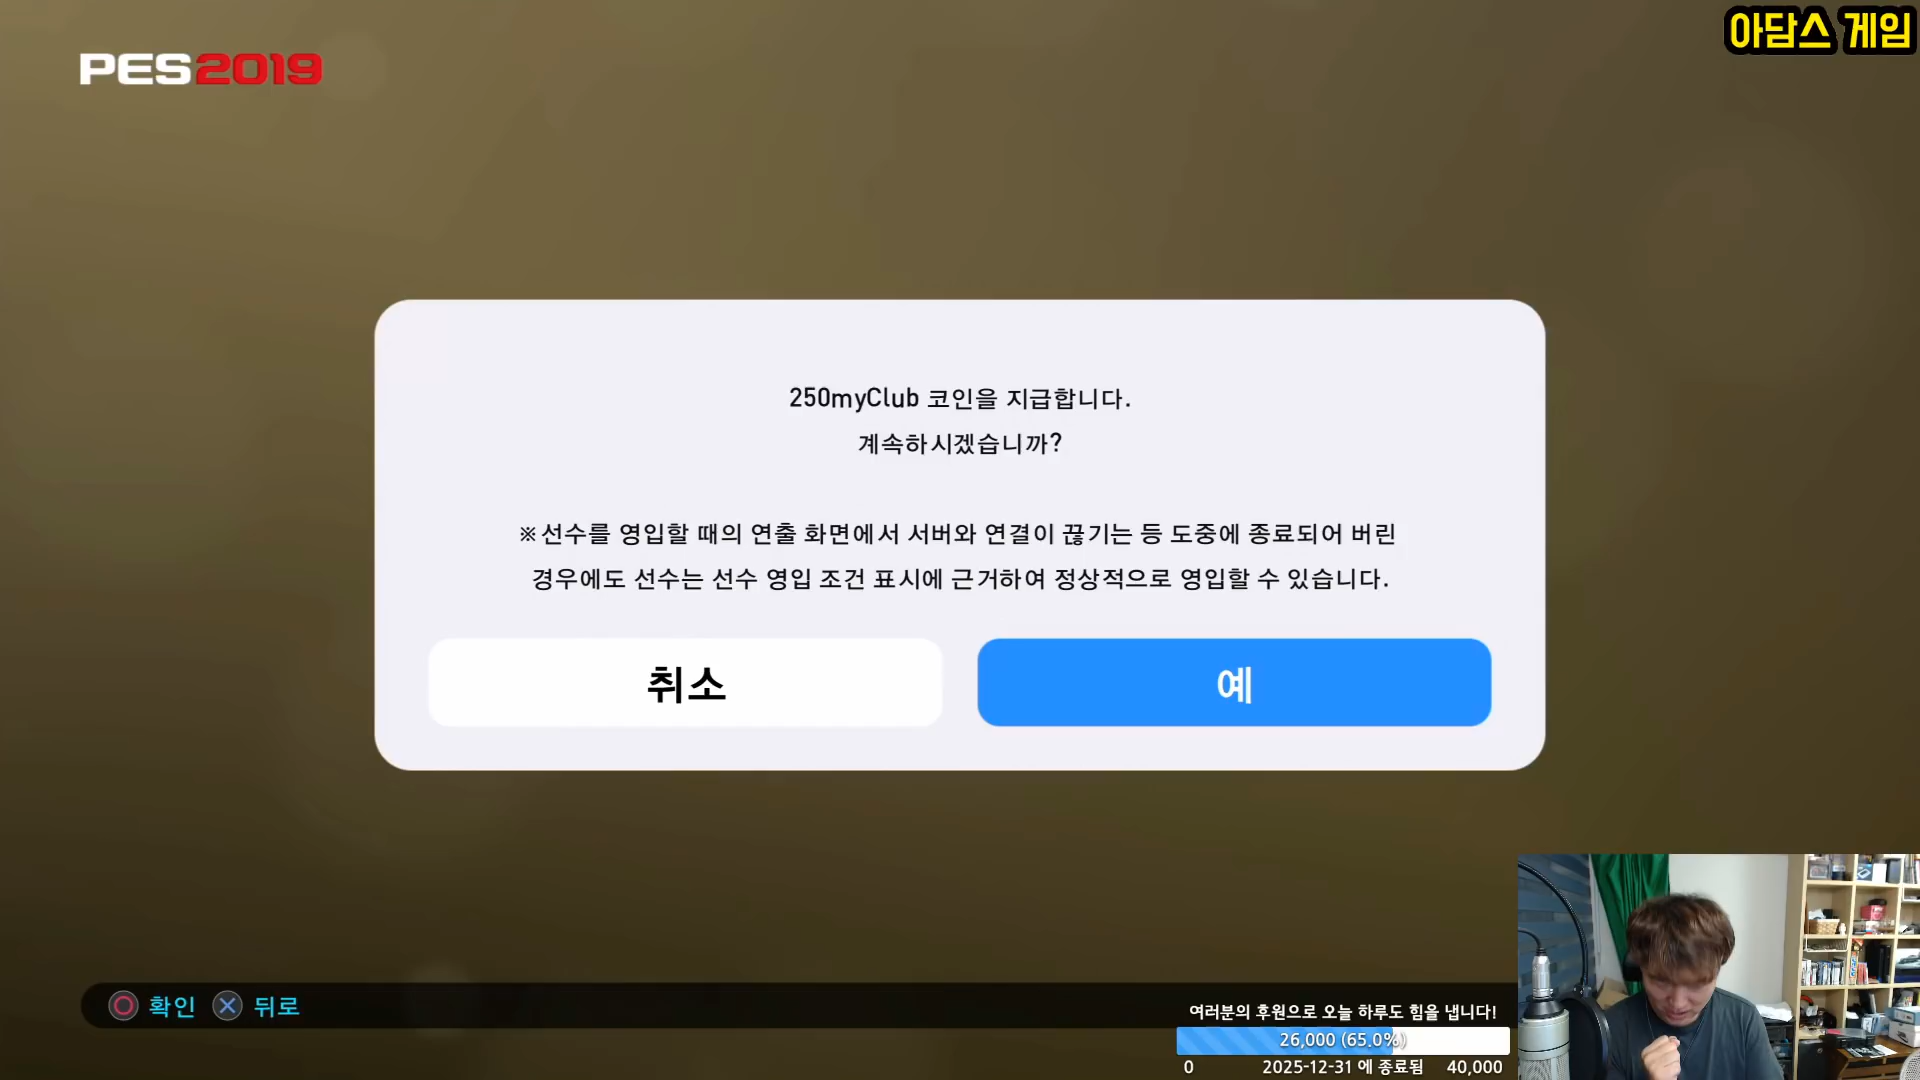 아담스 게임
PES2019
250myClub 코인을 지급합니다.
계속하시겠습니까?
※선수를 영입할 때의 연출 화면에서 서버와 연결이 끊기는 등 도중에 종료되어 버린
경우에도 선수는 선수 영입 조건 표시에 근거하여 정상적으로 영입할 수 있습니다.
취소
예
확인 뒤로
여러분의 후원으로 오늘 하루도 힘을 냅니다!
26,000 (65.0%)
0 2025-12-31 에 종료됨 40,000